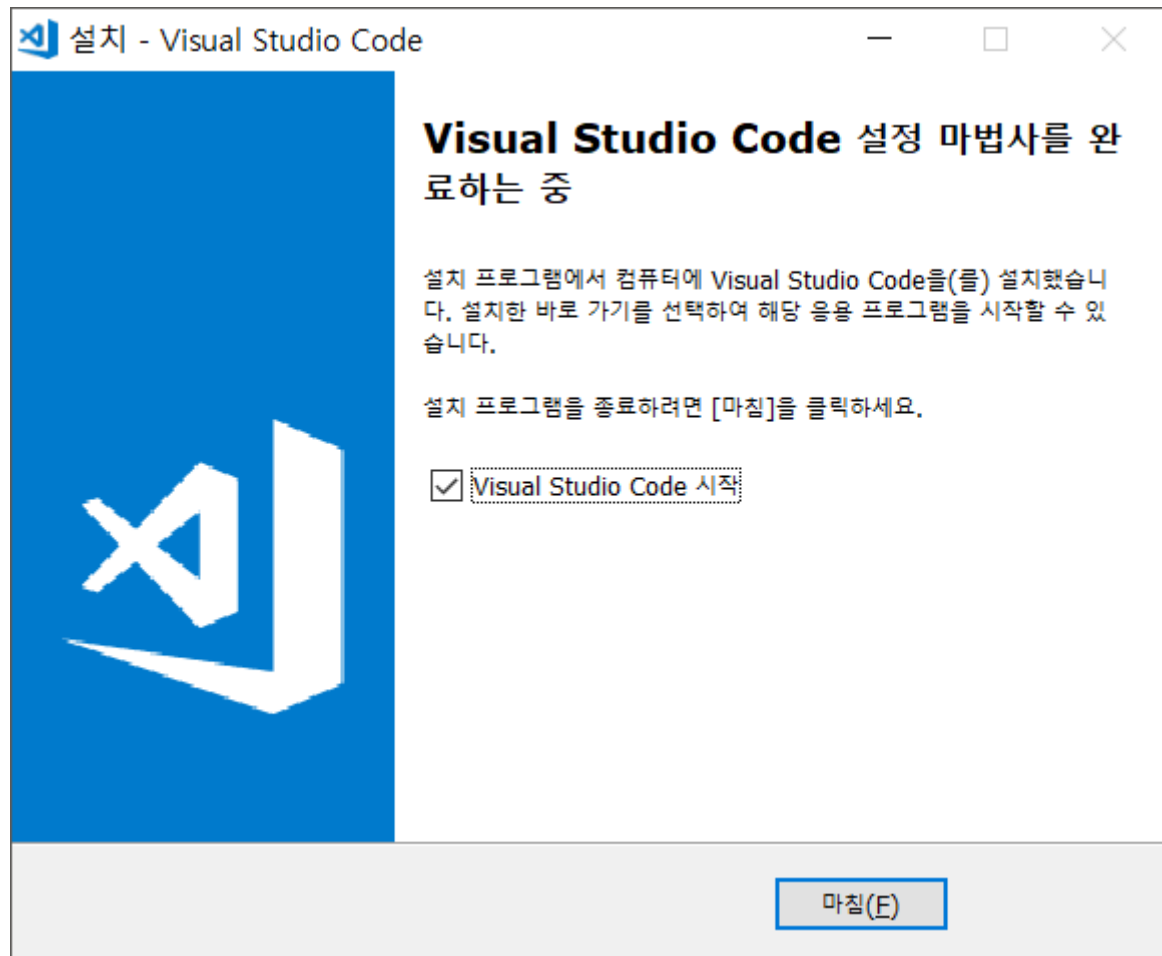 설치 - Visual Studio Code
Visual Studio Code 설정 마법사를 완
료하는 중
설치 프로그램에서 컴퓨터에 Visual Studio Code을(를) 설치했습니
다. 설치한 바로 가기를 선택하여 해당 응용 프로그램을 시작할 수 있
습니다.
설치 프로그램을 종료하려면 [마침]을 클릭하세요.
Visual Studio Code 시작
마침(F)